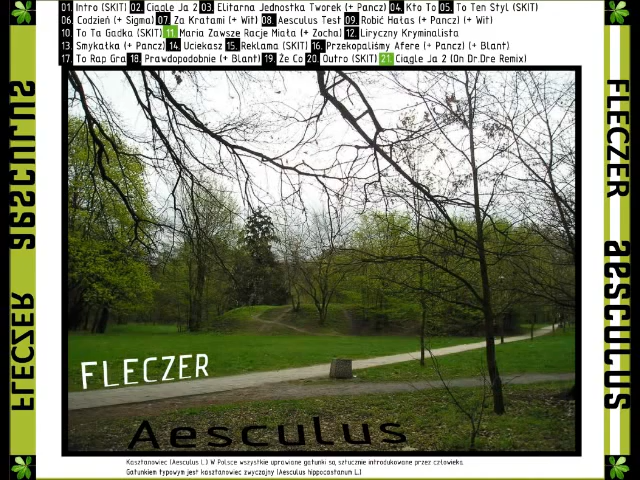 01. Intro (SKIT) 02. Ciągle Ja 2 03. Elitarna Jednostka Tworek (+ Pancz) 04. Kto To 05. To Ten Styl (SKIT)
06. Codzień (+ Sigma) 07. Za Kratami (+ Wit) 08. Aesculus Test 09. Robić Hałas (+ Pancz) (+ Wit)
10. To Ta Gadka (SKIT) 11. Maria Zawsze Racje Miała (+ Zocha) 12. Liryczny Kryminalista
13. Smykałka (+ Pancz) 14. Uciekasz 15. Reklama (SKIT) 16. Przekopaliśmy Afere (+ Pancz) (+ Blant)
17. To Rap Gra 18. Prawdopodobnie (+ Blant) 19. Że Co 20. Outro (SKIT) 21. Ciągle Ja 2 (On Dr.Dre Remix)
FLECZER aesculus
FLECZER aesculus
FLECZER
Aesculus
Kasztanowiec (Aesculus L.) W Polsce wszystkie uprawiane gatunki są sztucznie introdukowane przez człowieka.
Gatunkiem typowym jest kasztanowiec zwyczajny (Aesculus hippocastanum L.)